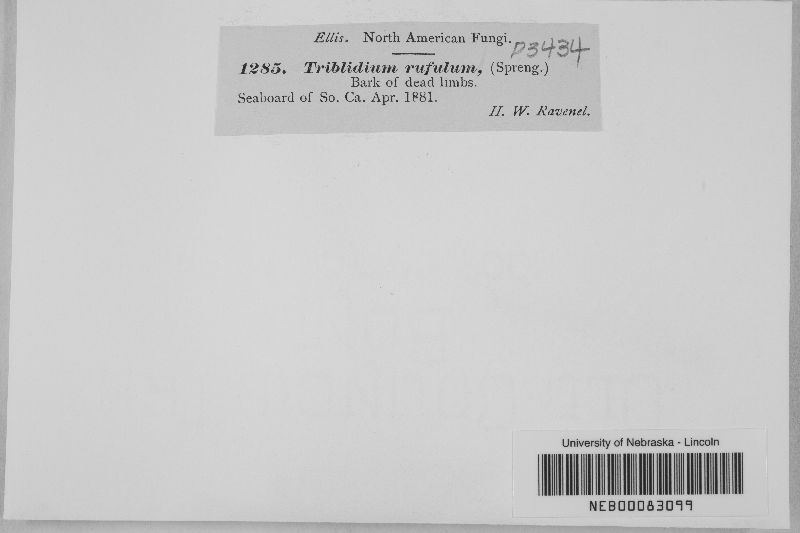 Ellis. North American Fungi.
P3434
1285. Triblidium rufulum, (Spreng.)
Bark of dead limbs.
Seaboard of So. Ca. Apr. 1881.
H. W. Ravenel.
University of Nebraska - Lincoln
NEB00083099